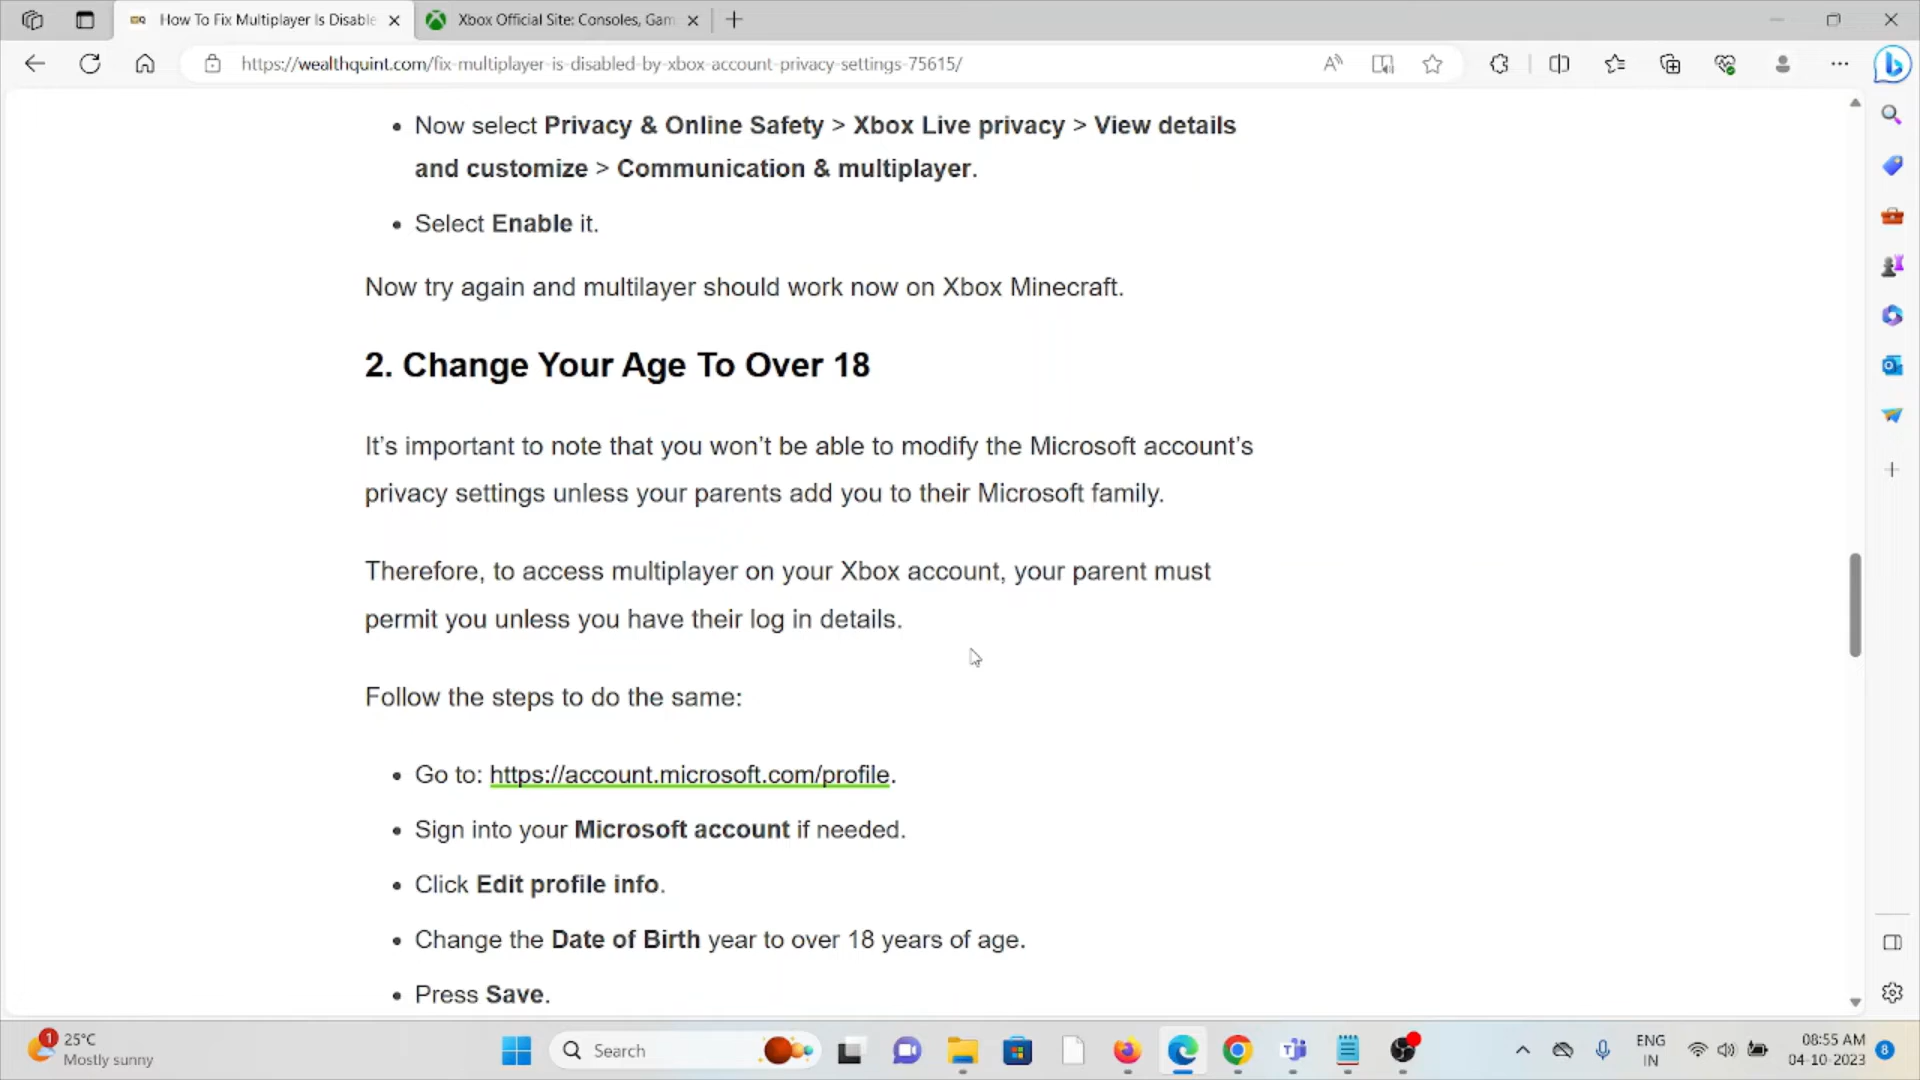 How To Fix Multiplayer Is Disable
Xbox Official Site: Consoles, Gam
https://wealthquint.com/fix-multiplayer-is-disabled-by-xbox-account-privacy-settings-75615/
• Now select Privacy & Online Safety > Xbox Live privacy > View details
and customize > Communication & multiplayer.
• Select Enable it.
Now try again and multilayer should work now on Xbox Minecraft.
2. Change Your Age To Over 18
It's important to note that you won't be able to modify the Microsoft account's
privacy settings unless your parents add you to their Microsoft family.
Therefore, to access multiplayer on your Xbox account, your parent must
permit you unless you have their log in details.
Follow the steps to do the same:
• Go to: https://account.microsoft.com/profile.
• Sign into your Microsoft account if needed.
• Click Edit profile info.
• Change the Date of Birth year to over 18 years of age.
• Press Save.
1
25°C
Mostly sunny
Search
ENG
IN
08:55 AM
04-10-2023
8